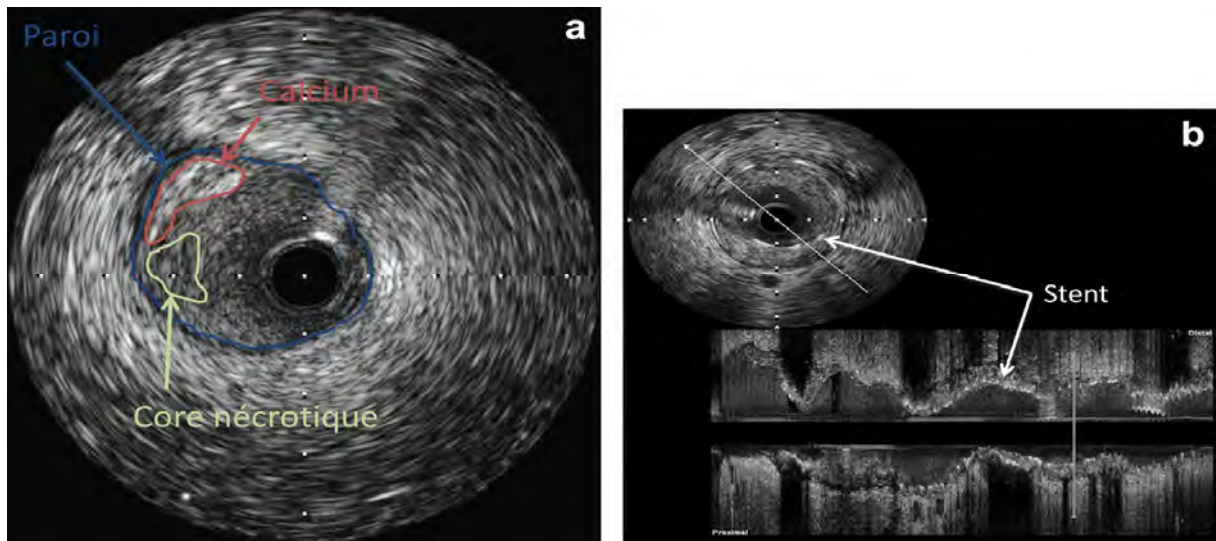 a
Paroi
Calcium
Core nécrotique
b
Stent
Distal
Proximal